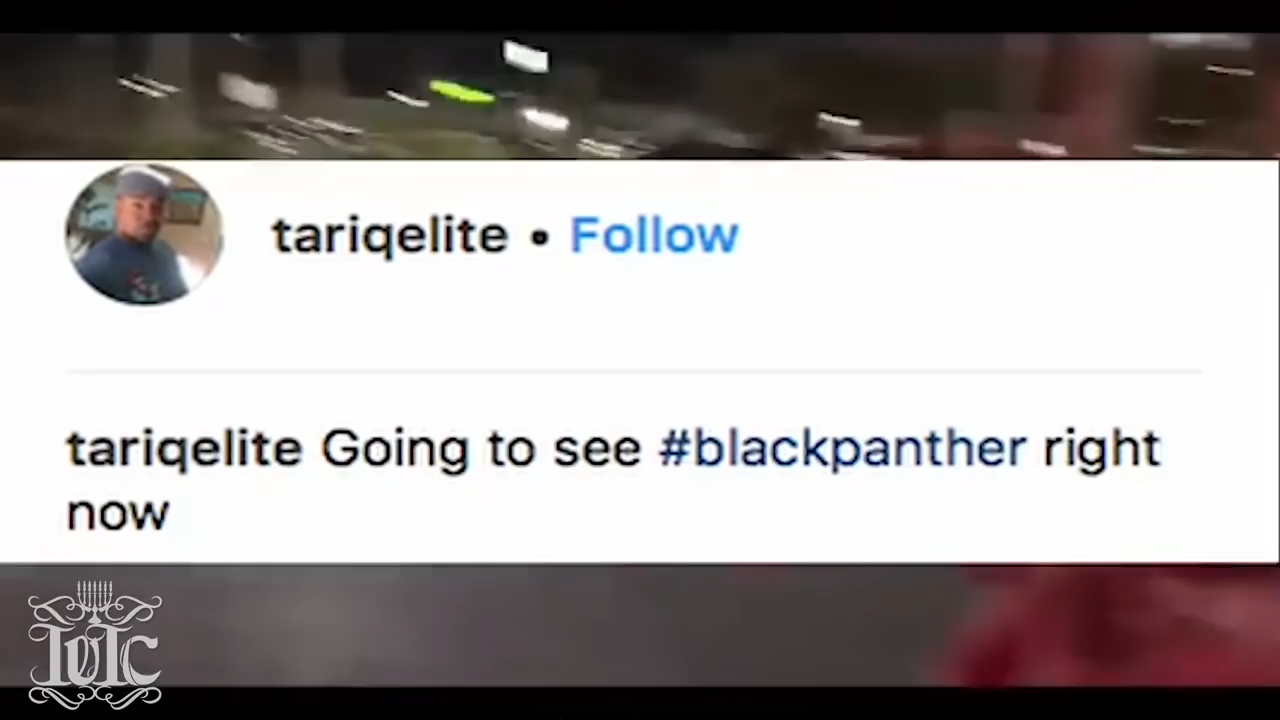 tariqelite • Follow
tariqelite Going to see #blackpanther right
now
IUIC